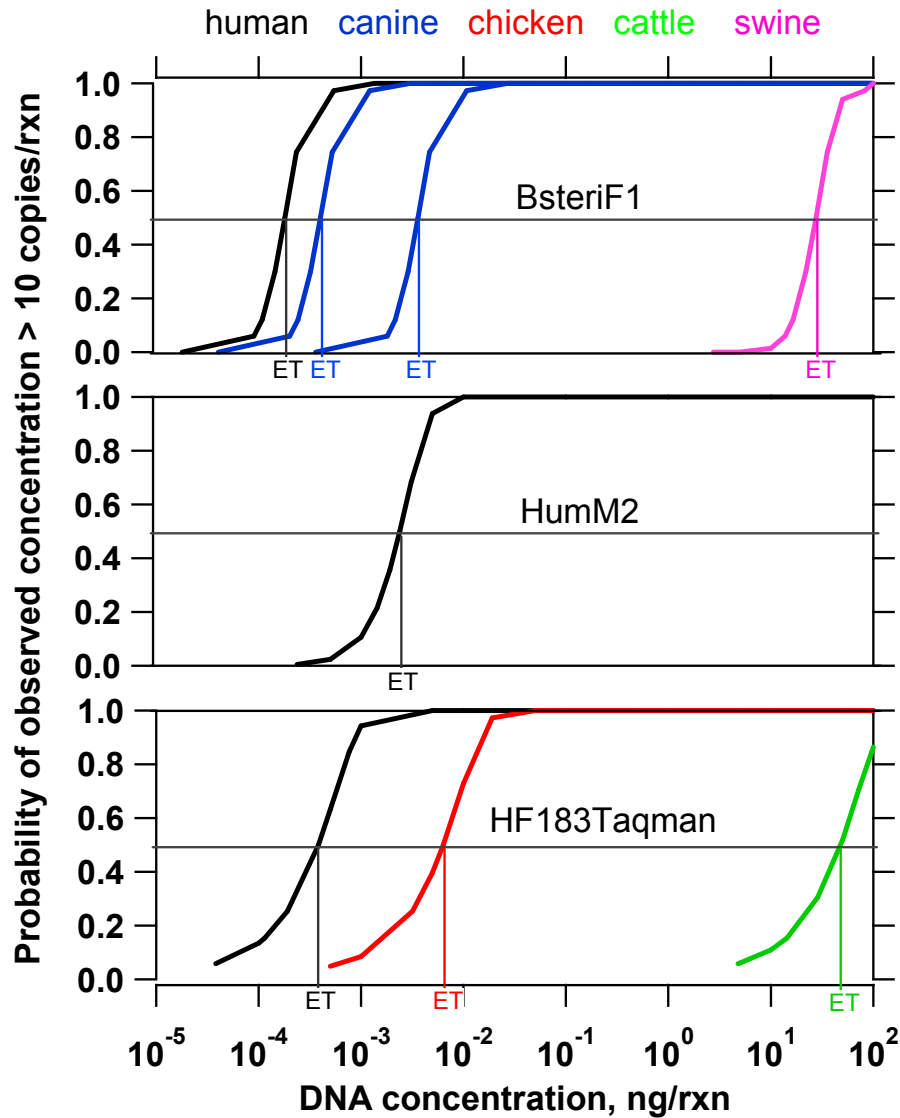 human canine chicken cattle swine
Probability of observed concentration > 10 copies/rxn
1.0
0.8
0.6
0.4
0.2
0.0
BsteriF1
ET ET ET ET
1.0
0.8
0.6
0.4
0.2
0.0
HumM2
ET
1.0
0.8
0.6
0.4
0.2
0.0
HF183Taqman
ET ET ET
10⁻⁵ 10⁻⁴ 10⁻³ 10⁻² 10⁻¹ 10⁰ 10¹ 10²
DNA concentration, ng/rxn